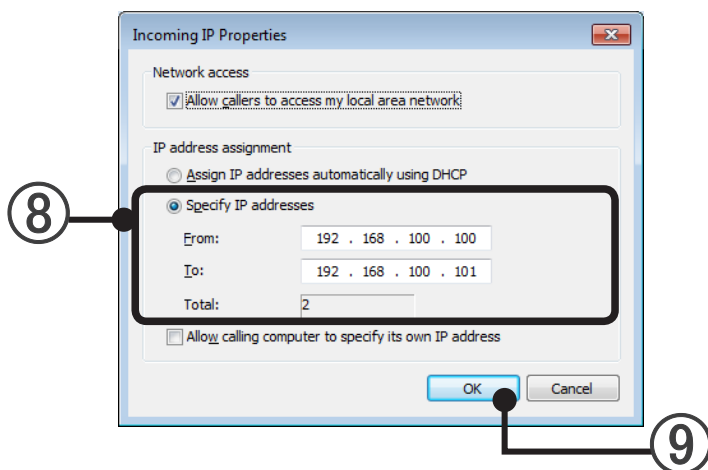 Incoming IP Properties
Network access
Allow callers to access my local area network
IP address assignment
Assign IP addresses automatically using DHCP
⑧
Specify IP addresses
From: 192 . 168 . 100 . 100
To: 192 . 168 . 100 . 101
Total: 2
Allow calling computer to specify its own IP address
OK Cancel
⑨